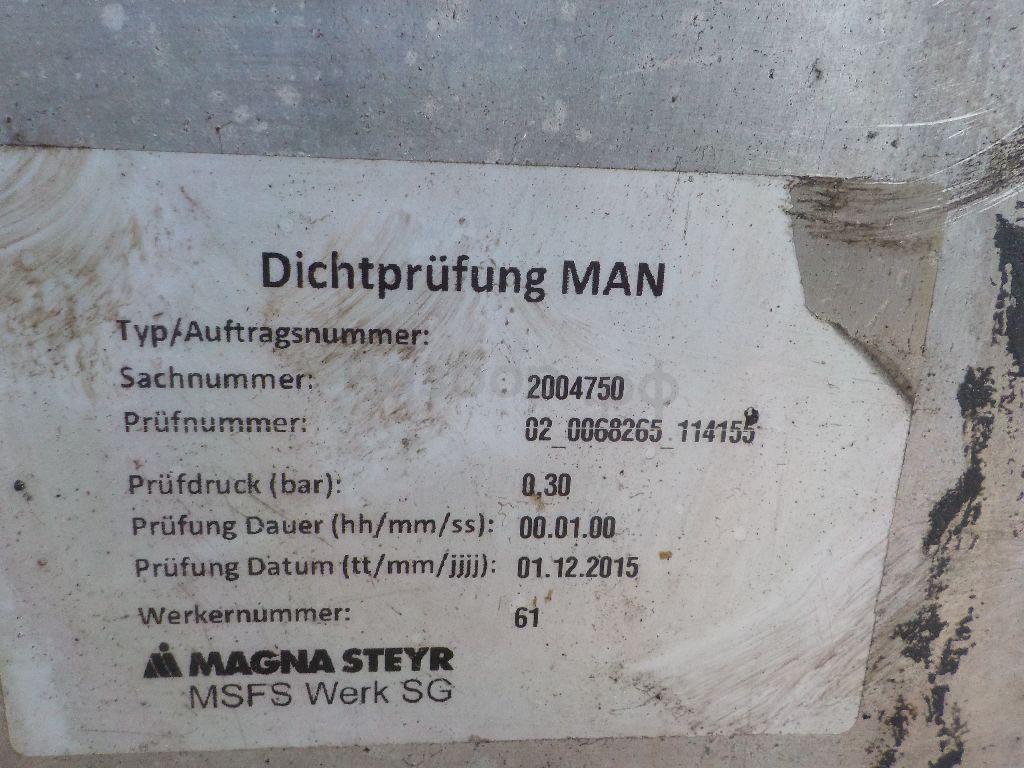 Dichtprüfung MAN
Typ/Auftragsnummer:
Sachnummer: 2004750
Prüfnummer: 02_0068265_114155
Prüfdruck (bar): 0,30
Prüfung Dauer (hh/mm/ss): 00.01.00
Prüfung Datum (tt/mm/jjjj): 01.12.2015
Werkernummer: 61
MAGNA STEYR
MSFS Werk SG